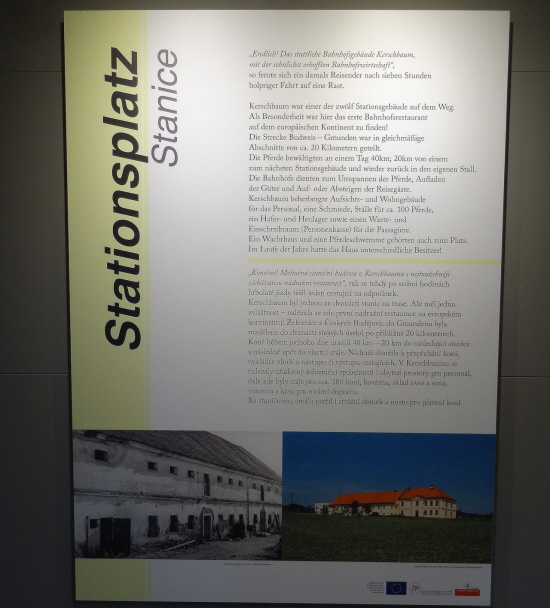 Stationsplatz
Stanice
„Endlich! Das stattliche Bahnhofsgebäude Kerschbaum,
mit der sehnlichst erhofften Bahnhofswirtschaft",
so freute sich ein damals Reisender nach sieben Stunden
holpriger Fahrt auf eine Rast.
Kerschbaum war einer der zwölf Stationsgebäude auf dem Weg.
Als Besonderheit war hier das erste Bahnhofsrestaurant
auf dem europäischen Kontinent zu finden!
Die Strecke Budweis – Gmunden war in gleichmäßige
Abschnitte von ca. 20 Kilometern geteilt.
Die Pferde bewältigten an einem Tag 40km; 20km von einem
zum nächsten Stationsgebäude und wieder zurück in den eigenen Stall.
Die Bahnhöfe dienten zum Umspannen der Pferde, Aufladen
der Güter und Auf- oder Absteigen der Reisegäste.
Kerschbaum beherbergte Aufsichts- und Wohngebäude
für das Personal, eine Schmiede, Ställe für ca. 100 Pferde,
ein Hafer- und Heulager sowie einen Warte- und
Einschreibraum (Personenkasse) für die Passagiere.
Ein Wachthaus und eine Pferdeschwemme gehörten auch zum Platz.
Im Laufe der Jahre hatte das Haus unterschiedliche Besitzer!
„Konečně! Mohutná staniční budova v Kerschbaumu s
nádražní restaurací", tak se tehdy po sedmi hodinách
hrbolaté jízdy těšil jeden cestující na odpočinek.
Kerschbaum byl jednou ze dvanácti stanic na trase. Ale měl jednu
zvláštnost – nalézala se zde první nádražní restaurace na evropském
kontinentu! Železnice z Českých Budějovic do Gmundenu byla
rozdělena do dvanácti stejných úseků po přibližně 20 kilometrech.
Koně během jednoho dne urazili 40 km – 20 km do následující stanice
a následně zpět do vlastní stáje. Nádraží sloužila k přepřahání koní,
vykládce zboží a nástupu či výstupu cestujících. V Kerschbaumu se
nalézaly budovy železniční společnosti i obytné prostory pro personál,
dále zde byly stáje pro cca. 100 koní, kovárna, sklad ovsa a sena,
a kasa pro osobní dopravu.
Ke staničnímu areálu patřil i strážní domek a místo pro plavení koní.